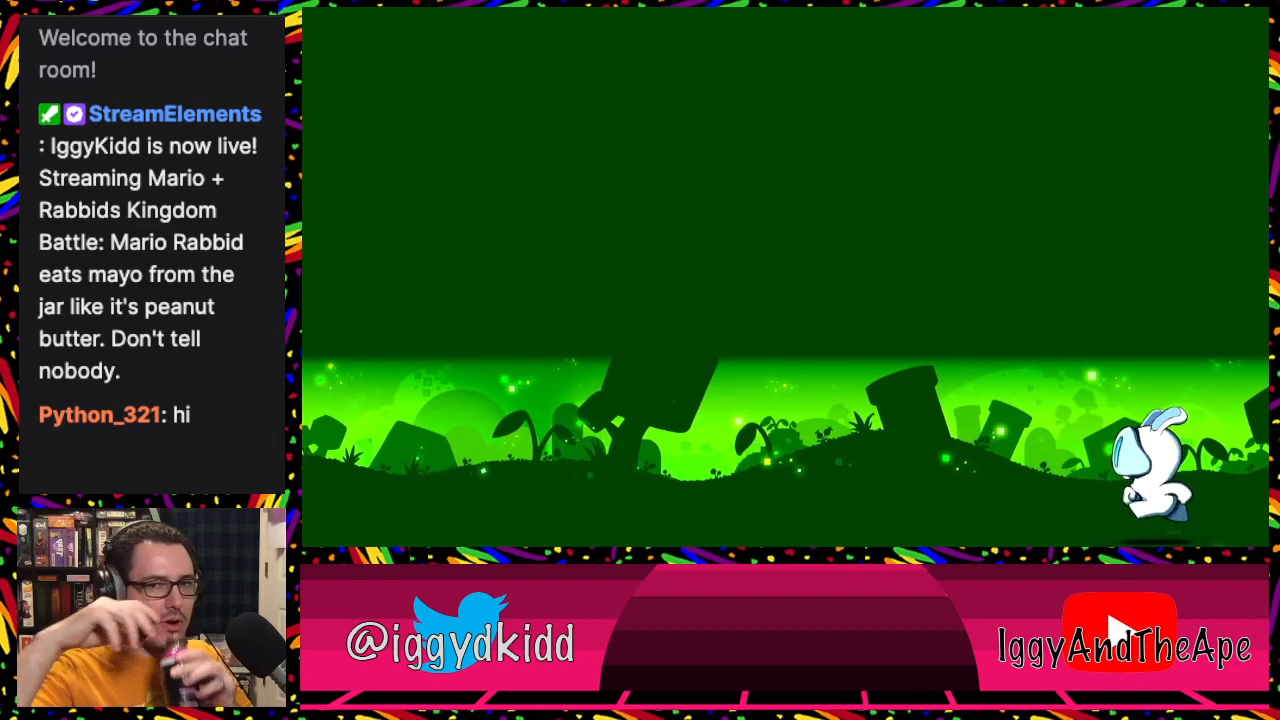 Welcome to the chat
room!
StreamElements
: IggyKidd is now live!
Streaming Mario +
Rabbids Kingdom
Battle: Mario Rabbid
eats mayo from the
jar like it's peanut
butter. Don't tell
nobody.
Python_321: hi
@iggydkidd
IggyAndTheApe